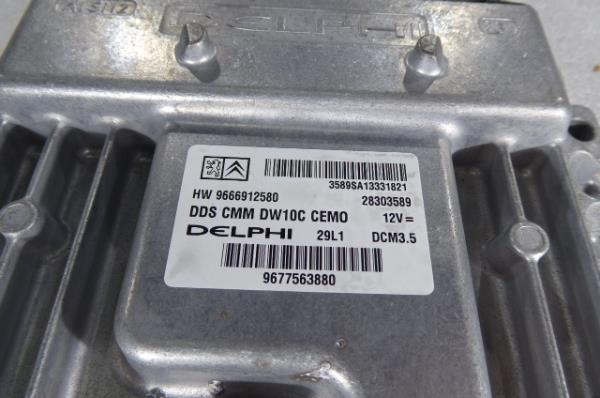 DELPHI
3589SA13331821
HW 9666912580 28303589
DDS CMM DW10C CEMO 12V =
DELPHI 29L1 DCM3.5
9677563880